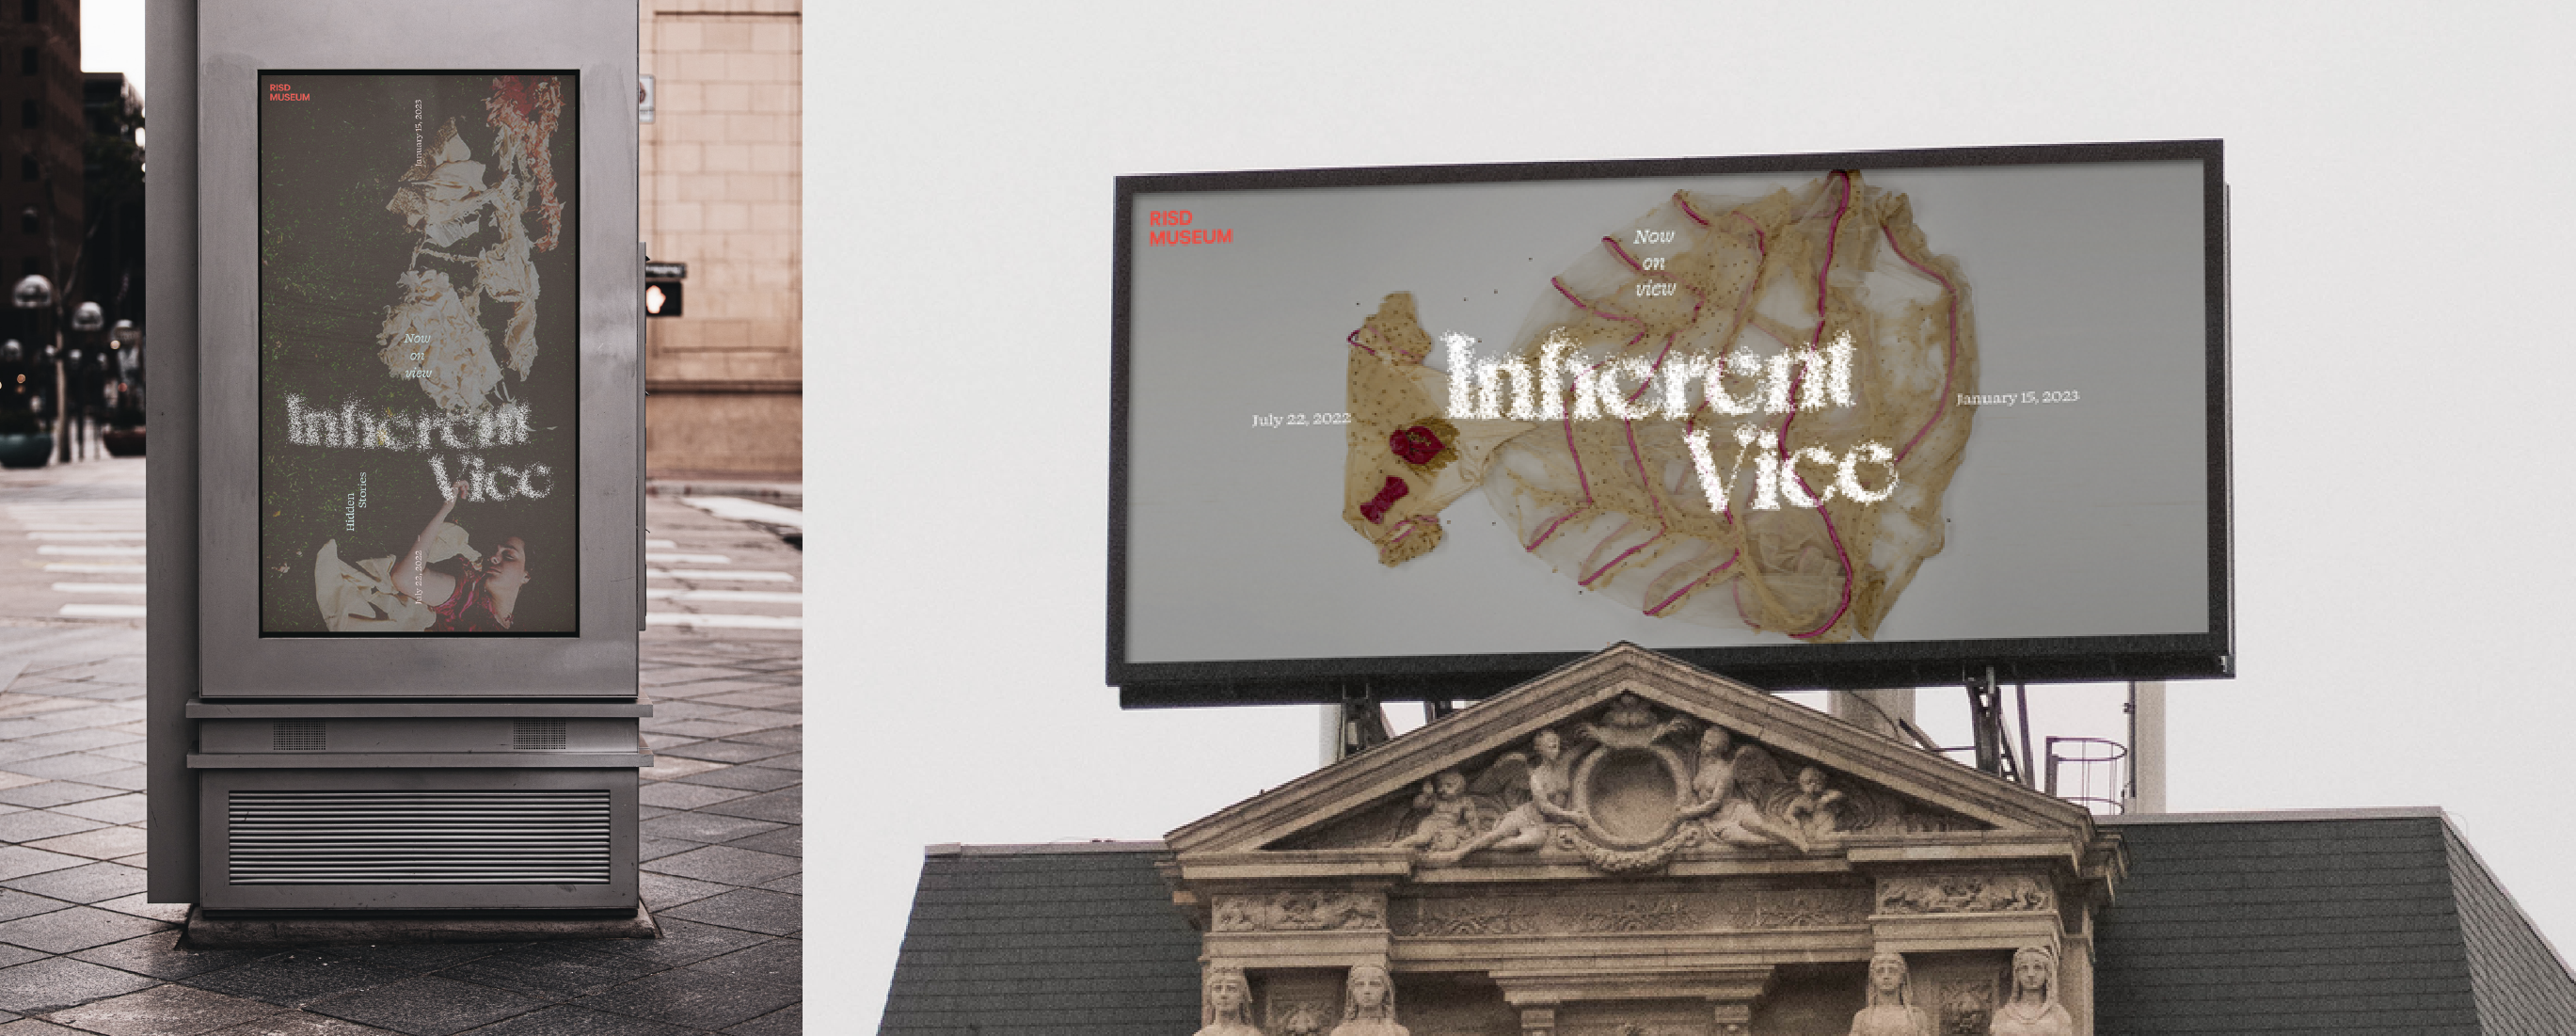 RISD
MUSEUM
January 15, 2023
Now
on
view
Inherent
Vice
Hidden
Stories
July 22, 2022
RISD
MUSEUM
Now
on
view
Inherent
Vice
July 22, 2022
January 15, 2023